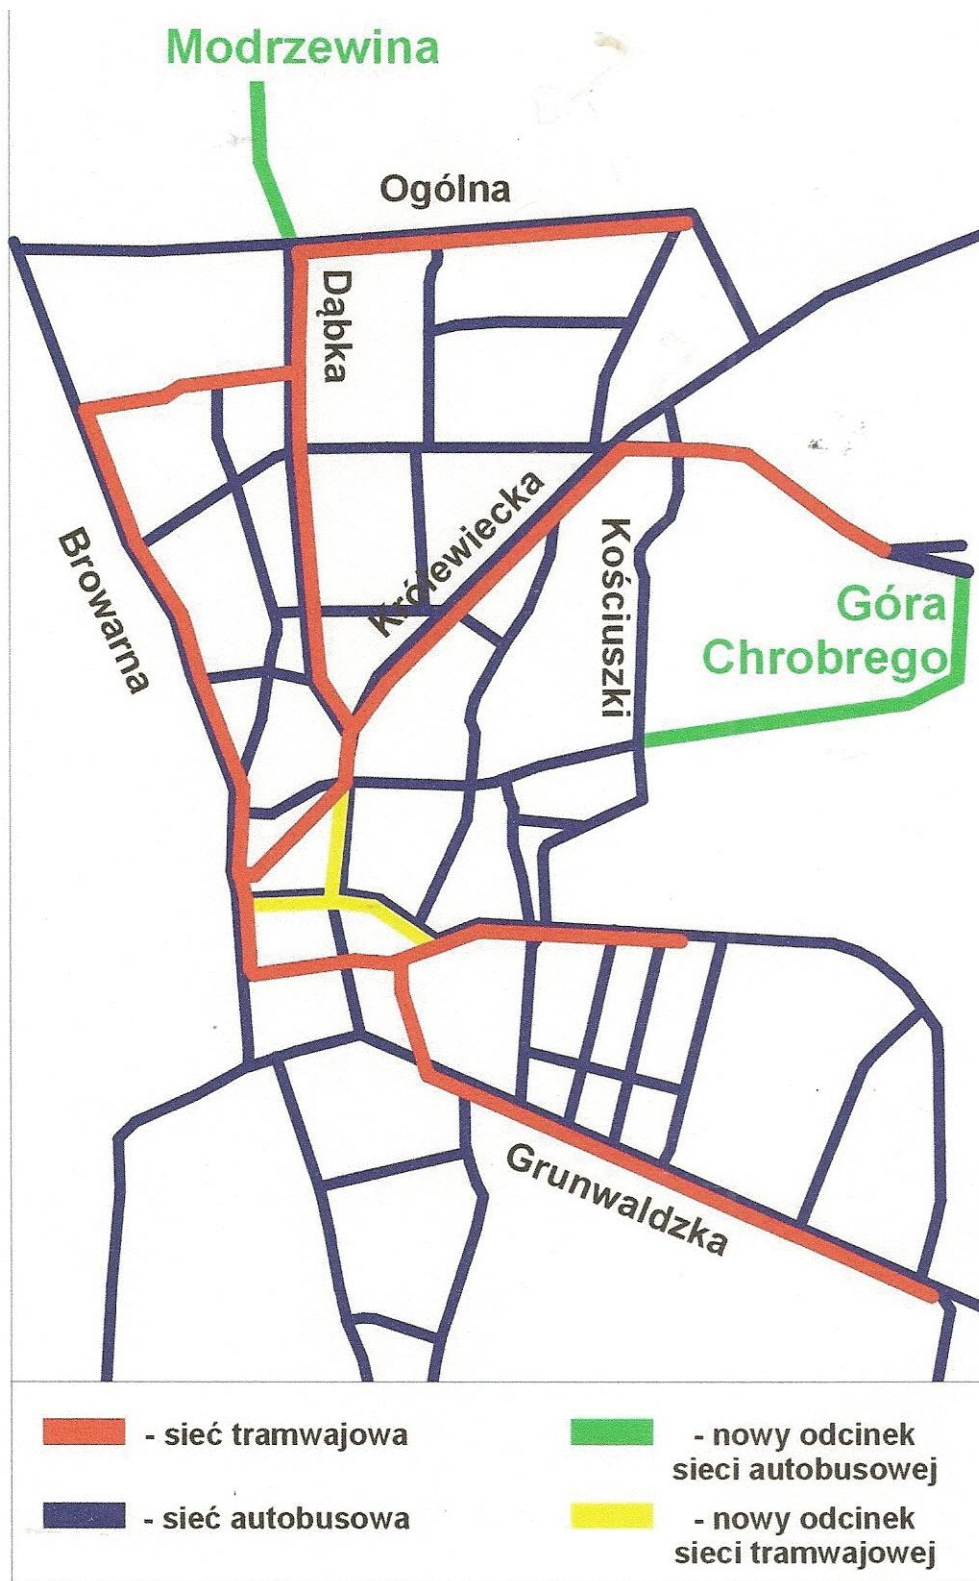 Modrzewina
Ogólna
Dąbka
Królewiecka
Kościuszki
Browarna
Góra
Chrobrego
Grunwaldzka
- sieć tramwajowa
- nowy odcinek
sieci autobusowej
- sieć autobusowa
- nowy odcinek
sieci tramwajowej